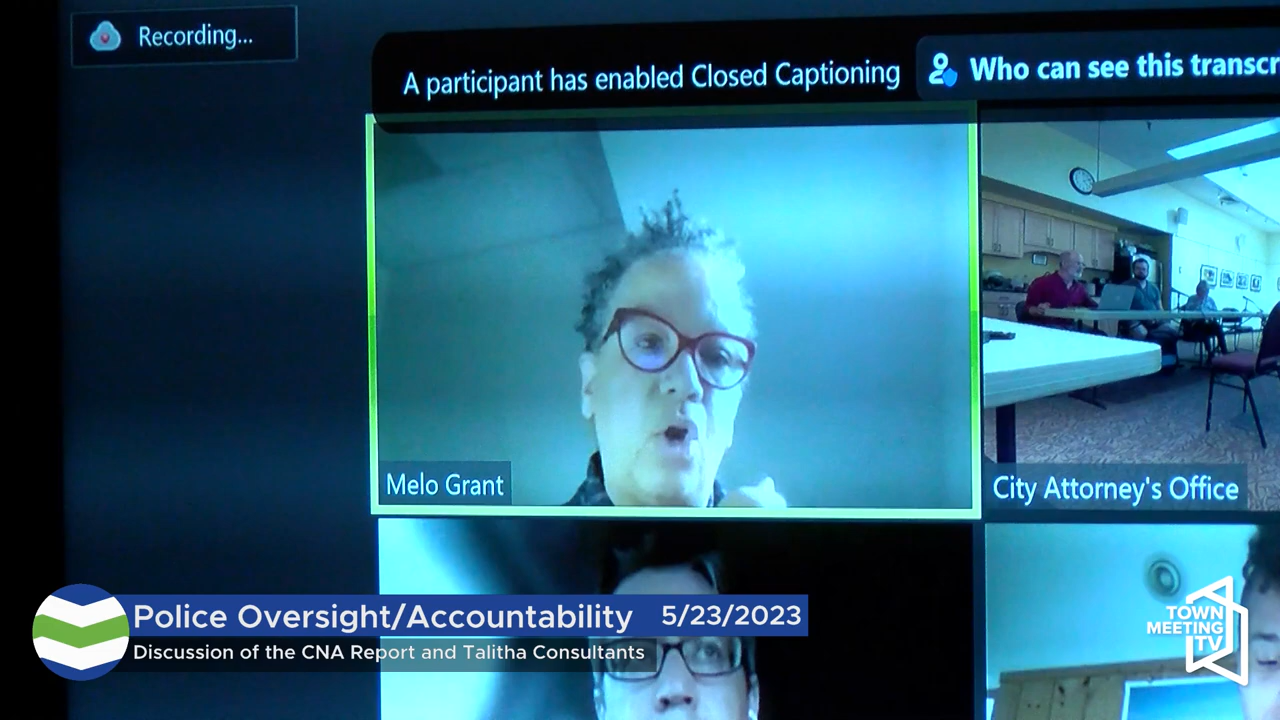 Recording...
A participant has enabled Closed Captioning
Who can see this transcr
Melo Grant
City Attorney's Office
Police Oversight/Accountability 5/23/2023
Discussion of the CNA Report and Talitha Consultants
TOWN
MEETING
TV